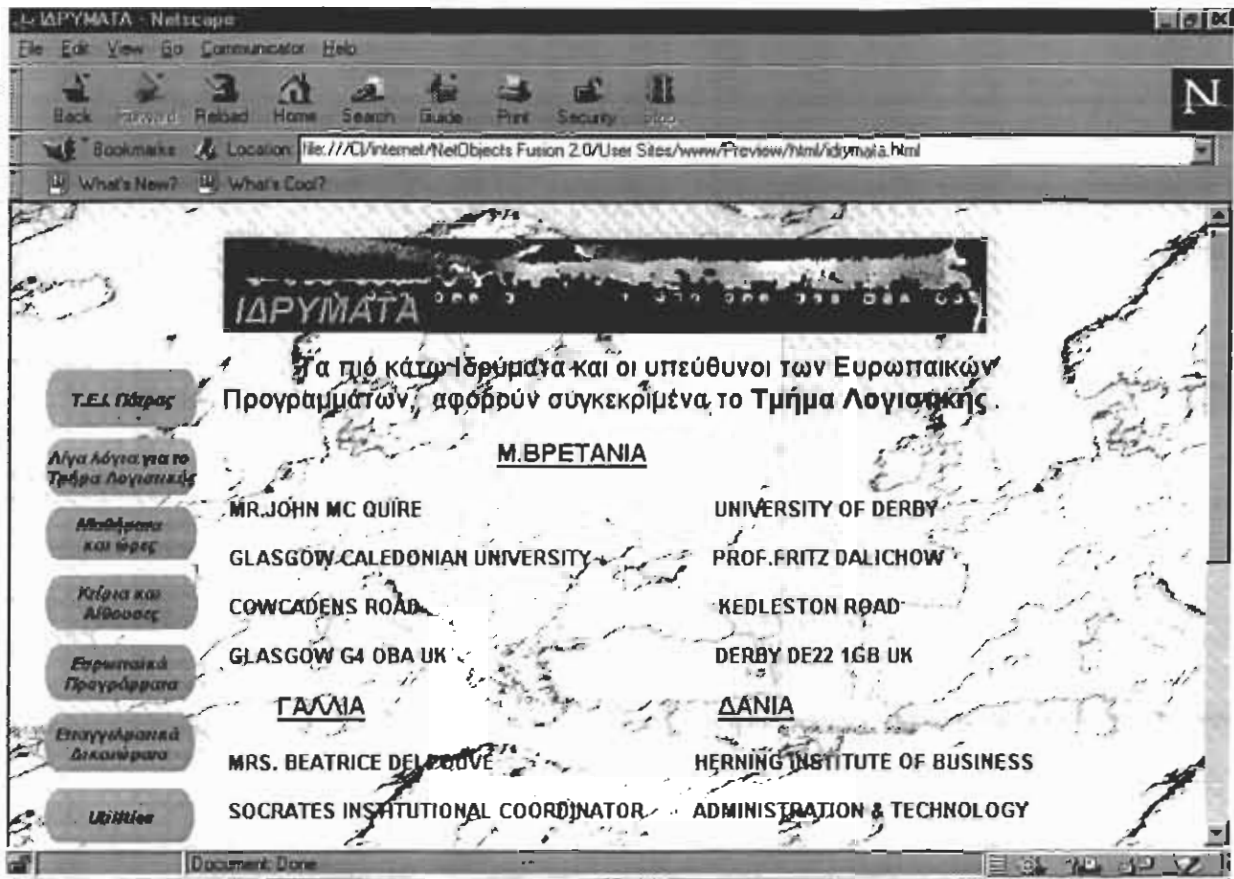 ΙΔΡΥΜΑΤΑ - Netscape
File Edit View Go Communicator Help
Back Forward Reload Home Search Guide Print Security Stop
Bookmarks Location: file:///C|/internet/NetObjects Fusion 2.0/User Sites/www/Preview/html/idrymata.html
What's New? What's Cool?
ΙΔΡΥΜΑΤΑ
Τα πιό κάτω Ιδρύματα και οι υπεύθυνοι των Ευρωπαικών
Προγραμμάτων, αφορούν συγκεκριμένα το Τμήμα Λογιστικής.
T.E.I. Πάτρας
Λίγα λόγια για το
Τμήμα Λογιστικής
Μαθήματα
και ώρες
Κτίρια και
Αίθουσες
Ευρωπαϊκά
Προγράμματα
Επαγγελματικά
Δικαιώματα
Utilities
Μ.ΒΡΕΤΑΝΙΑ
MR.JOHN MC QUIRE
GLASGOW CALEDONIAN UNIVERSITY
COWCADENS ROAD
GLASGOW G4 OBA UK
UNIVERSITY OF DERBY
PROF.FRITZ DALICHOW
KEDLESTON ROAD
DERBY DE22 1GB UK
ΓΑΛΛΙΑ
MRS. BEATRICE DELPOUVE
SOCRATES INSTITUTIONAL COORDINATOR
ΔΑΝΙΑ
HERNING INSTITUTE OF BUSINESS
ADMINISTRATION & TECHNOLOGY
Document: Done